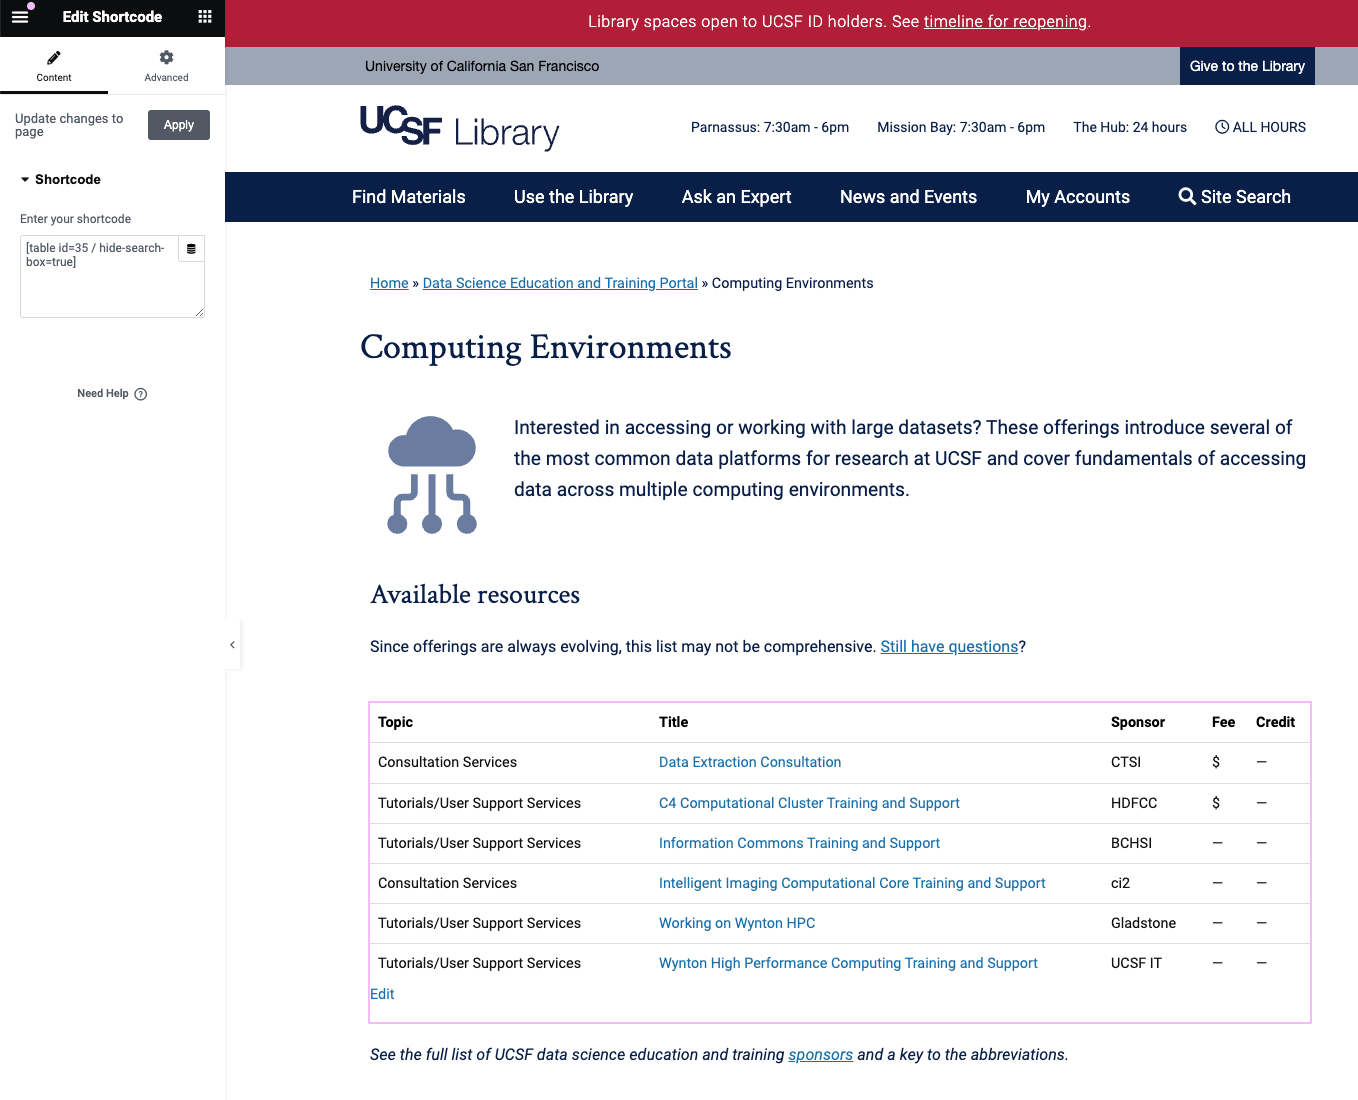 Edit Shortcode
Content
Advanced
Update changes to
page
Apply
Shortcode
Enter your shortcode
[table id=35 / hide-search-
box=true]
Need Help
Library spaces open to UCSF ID holders. See timeline for reopening.
University of California San Francisco
Give to the Library
UCSF Library
Parnassus: 7:30am - 6pm
Mission Bay: 7:30am - 6pm
The Hub: 24 hours
ALL HOURS
Find Materials
Use the Library
Ask an Expert
News and Events
My Accounts
Site Search
Home » Data Science Education and Training Portal » Computing Environments
Computing Environments
Interested in accessing or working with large datasets? These offerings introduce several of
the most common data platforms for research at UCSF and cover fundamentals of accessing
data across multiple computing environments.
Available resources
Since offerings are always evolving, this list may not be comprehensive. Still have questions?
Topic Title Sponsor Fee Credit
Consultation Services Data Extraction Consultation CTSI $ —
Tutorials/User Support Services C4 Computational Cluster Training and Support HDFCC $ —
Tutorials/User Support Services Information Commons Training and Support BCHSI — —
Consultation Services Intelligent Imaging Computational Core Training and Support ci2 — —
Tutorials/User Support Services Working on Wynton HPC Gladstone — —
Tutorials/User Support Services Wynton High Performance Computing Training and Support UCSF IT — —
Edit
See the full list of UCSF data science education and training sponsors and a key to the abbreviations.